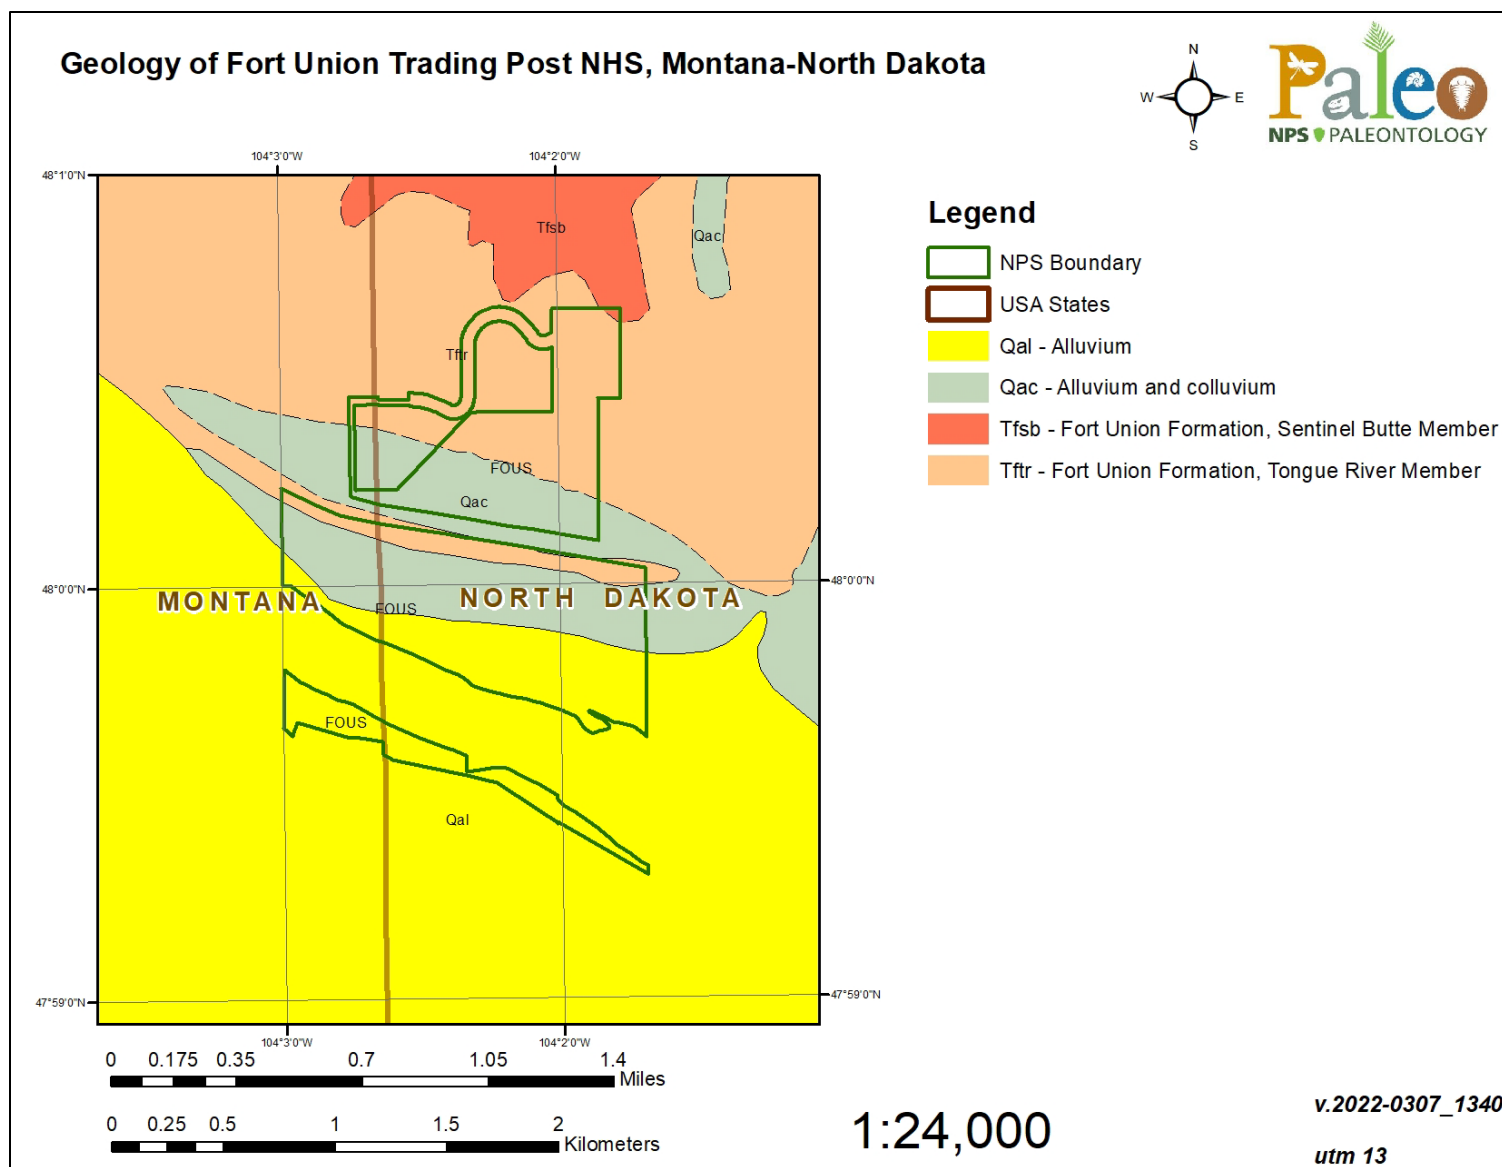 Geology of Fort Union Trading Post NHS, Montana-North Dakota
N
W E
S
Paleo
NPS PALEONTOLOGY
104°3'0"W 104°2'0"W
48°1'0"N
Tfsb
Qac
Tftr
FOUS
Qac
48°0'0"N 48°0'0"N
MONTANA NORTH DAKOTA
FOUS
FOUS
Qal
47°59'0"N 47°59'0"N
104°3'0"W 104°2'0"W
Legend
NPS Boundary
USA States
Qal - Alluvium
Qac - Alluvium and colluvium
Tfsb - Fort Union Formation, Sentinel Butte Member
Tftr - Fort Union Formation, Tongue River Member
0 0.175 0.35 0.7 1.05 1.4
Miles
0 0.25 0.5 1 1.5 2
Kilometers
1:24,000
v.2022-0307_1340
utm 13